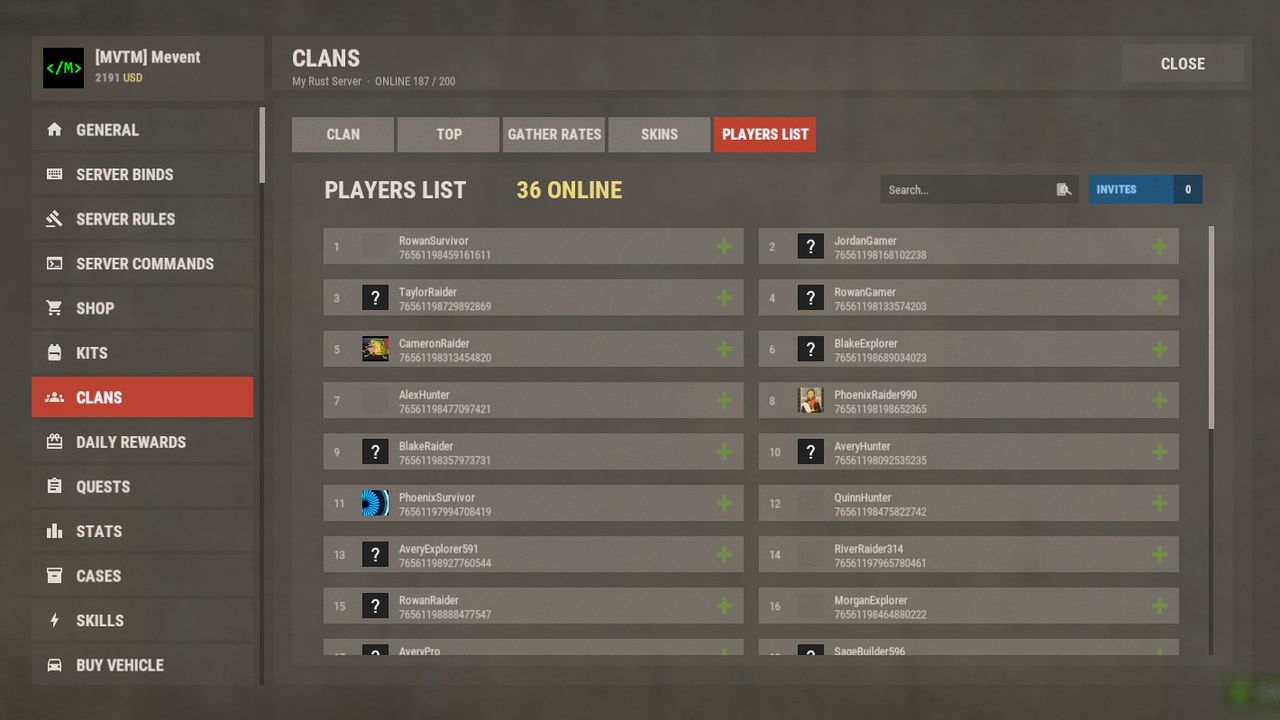 </M>
[MVTM] Mevent
2191 USD
GENERAL
SERVER BINDS
SERVER RULES
SERVER COMMANDS
SHOP
KITS
CLANS
DAILY REWARDS
QUESTS
STATS
CASES
SKILLS
BUY VEHICLE
CLANS
My Rust Server · ONLINE 187 / 200
CLOSE
CLAN
TOP
GATHER RATES
SKINS
PLAYERS LIST
PLAYERS LIST
36 ONLINE
Search...
INVITES
0
1
RowanSurvivor
76561198459161611
2
?
JordanGamer
76561198168102238
3
?
TaylorRaider
76561198729892869
4
?
RowanGamer
76561198133574203
5
CameronRaider
76561198313454820
6
?
BlakeExplorer
76561198689034023
7
AlexHunter
76561198477097421
8
PhoenixRaider990
76561198198652365
9
?
BlakeRaider
76561198357973731
10
?
AveryHunter
76561198092535235
11
PhoenixSurvivor
76561197994708419
12
QuinnHunter
76561198475822742
13
?
AveryExplorer591
76561198927760544
14
RiverRaider314
76561197965780461
15
?
RowanRaider
76561198888477547
16
MorganExplorer
76561198464880222
?
AveryPro
?
SageBuilder596